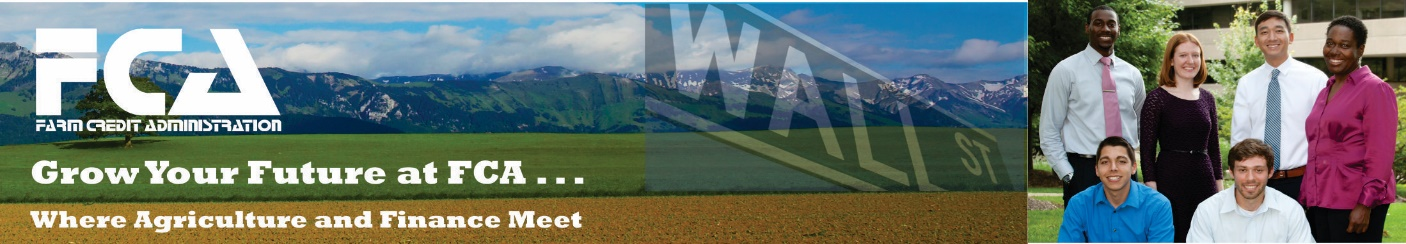 FCA
FARM CREDIT ADMINISTRATION
WALL ST
Grow Your Future at FCA . . .
Where Agriculture and Finance Meet